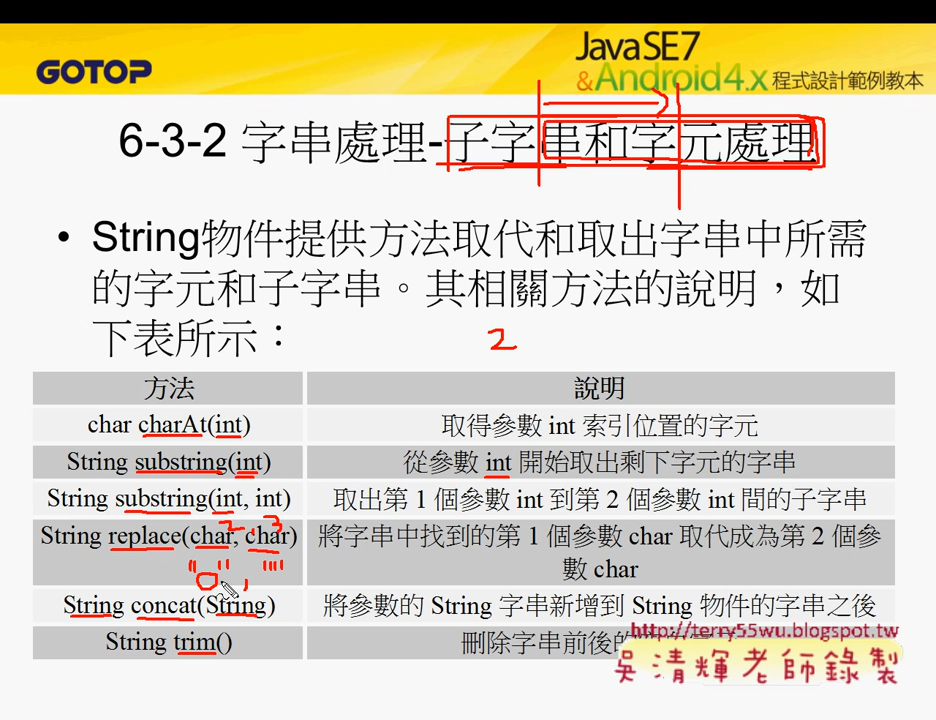 GOTOP
JavaSE7
&Android4.x 程式設計範例教本
6-3-2 字串處理-子字串和字元處理
• String物件提供方法取代和取出字串中所需
的字元和子字串。其相關方法的說明，如
下表所示：
2
方法 說明
char charAt(int) 取得參數 int 索引位置的字元
String substring(int) 從參數 int 開始取出剩下字元的字串
String substring(int, int) 取出第 1 個參數 int 到第 2 個參數 int 間的子字串
2 3
String replace(char, char) 將字串中找到的第 1 個參數 char 取代成為第 2 個參
數 char
String concat(String) 將參數的 String 字串新增到 String 物件的字串之後
String trim() 刪除字串前後的
http://terry55wu.blogspot.tw
吳清輝老師錄製